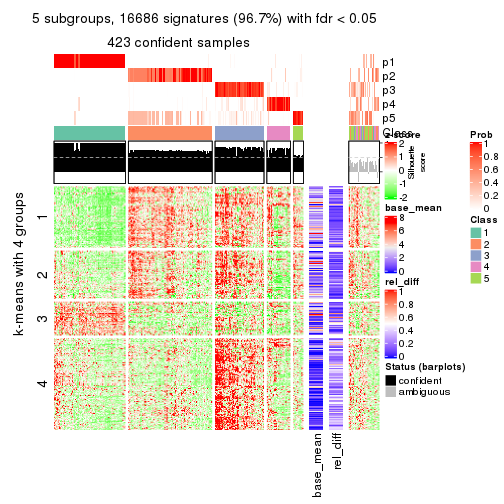 5 subgroups, 16686 signatures (96.7%) with fdr < 0.05
423 confident samples
p1
p2
p3
p4
p5
Class
1
2
3
4
k-means with 4 groups
base_mean
rel_diff
z-score
2
1
0
-1
-2
Silhouette
score
base_mean
8
6
4
2
0
rel_diff
1
0.8
0.6
0.4
0.2
0
Status (barplots)
confident
ambiguous
Prob
1
0.8
0.6
0.4
0.2
0
Class
1
2
3
4
5